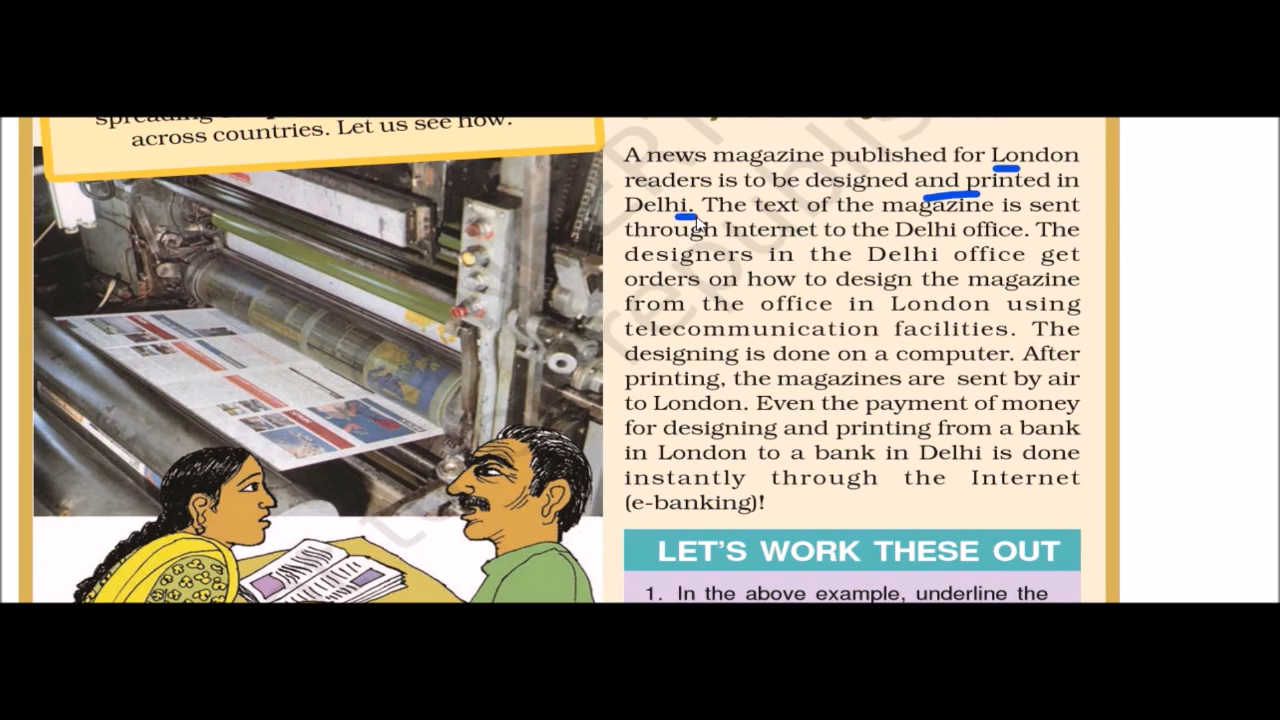 across countries. Let us see how.
A news magazine published for London
readers is to be designed and printed in
Delhi. The text of the magazine is sent
through Internet to the Delhi office. The
designers in the Delhi office get
orders on how to design the magazine
from the office in London using
telecommunication facilities. The
designing is done on a computer. After
printing, the magazines are sent by air
to London. Even the payment of money
for designing and printing from a bank
in London to a bank in Delhi is done
instantly through the Internet
(e-banking)!
LET'S WORK THESE OUT
1. In the above example, underline the